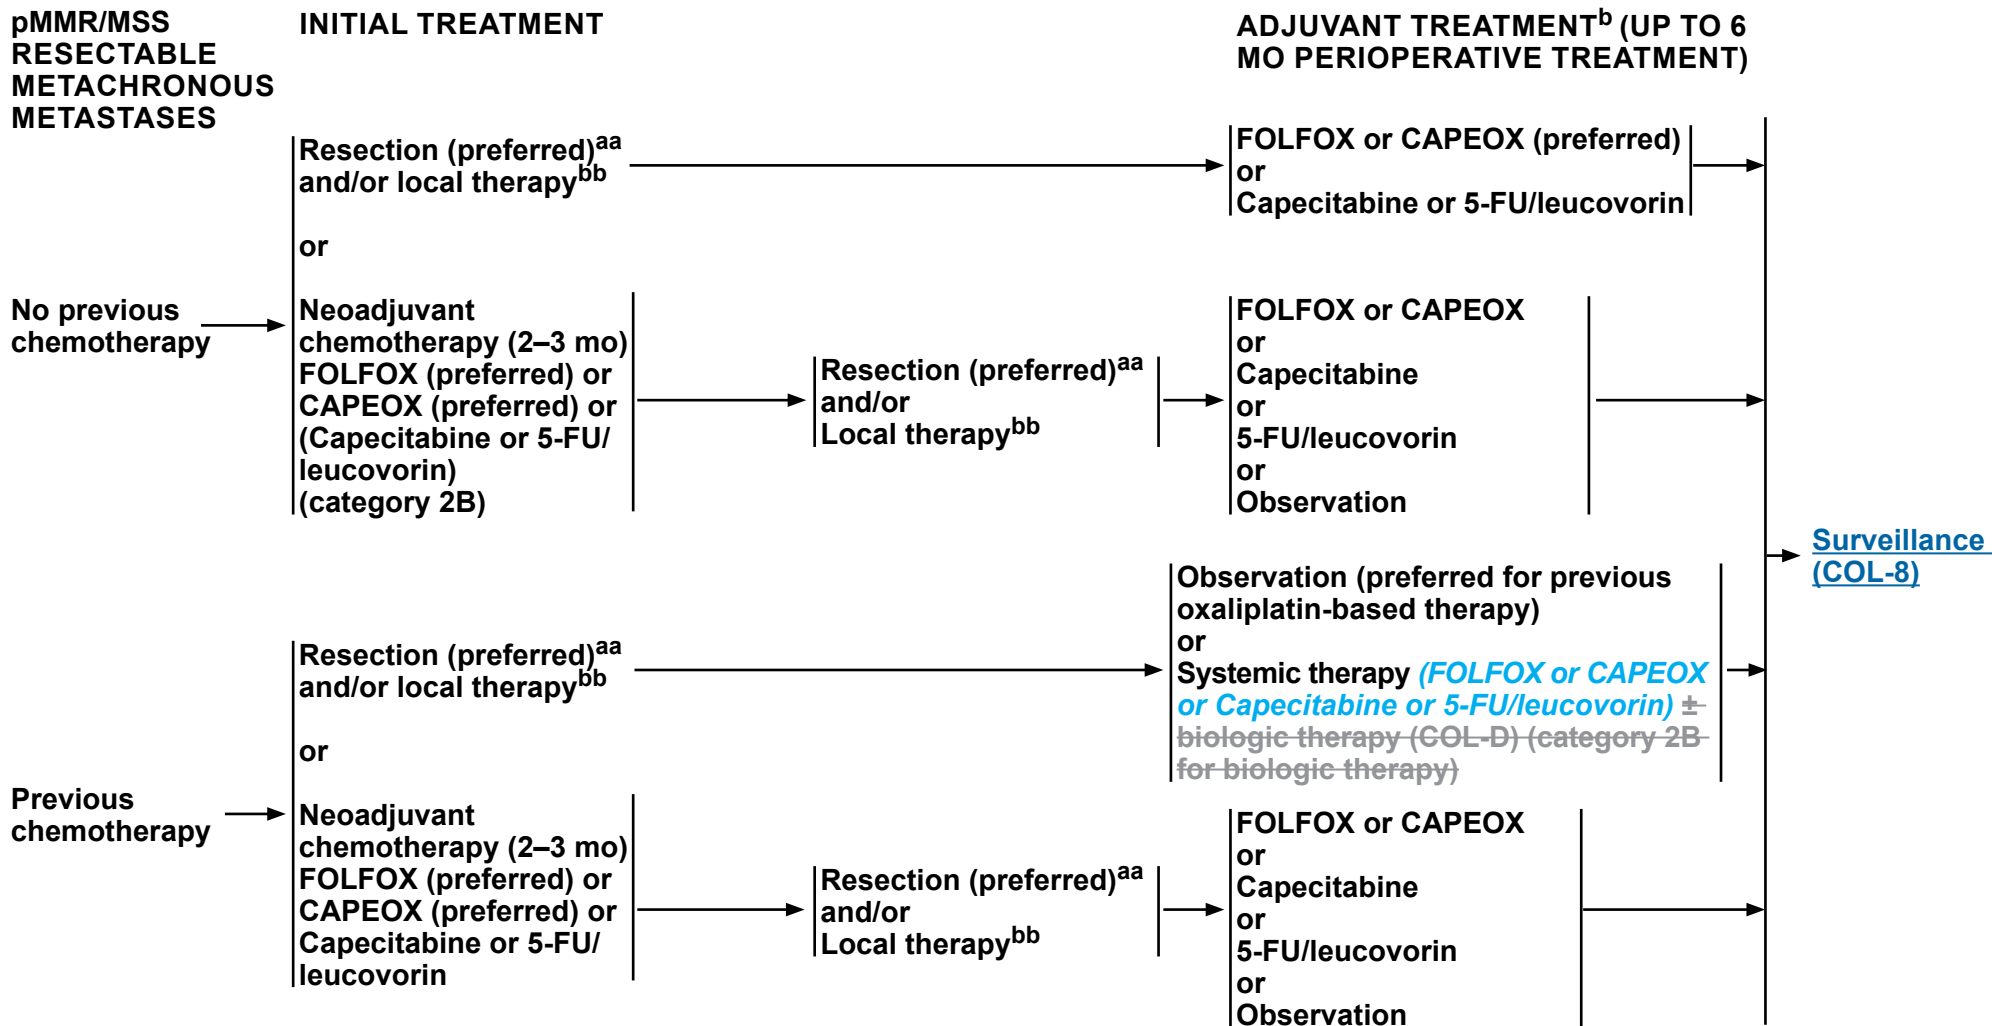 pMMR/MSS
RESECTABLE
METACHRONOUS
METASTASES
INITIAL TREATMENT
ADJUVANT TREATMENTb (UP TO 6
MO PERIOPERATIVE TREATMENT)
No previous
chemotherapy
Resection (preferred)aa
and/or local therapybb
FOLFOX or CAPEOX (preferred)
or
Capecitabine or 5-FU/leucovorin
or
Neoadjuvant
chemotherapy (2–3 mo)
FOLFOX (preferred) or
CAPEOX (preferred) or
(Capecitabine or 5-FU/
leucovorin)
(category 2B)
Resection (preferred)aa
and/or
Local therapybb
FOLFOX or CAPEOX
or
Capecitabine
or
5-FU/leucovorin
or
Observation
Previous
chemotherapy
Resection (preferred)aa
and/or local therapybb
Observation (preferred for previous
oxaliplatin-based therapy)
or
Systemic therapy (FOLFOX or CAPEOX
or Capecitabine or 5-FU/leucovorin) ±
biologic therapy (COL-D) (category 2B
for biologic therapy)
or
Neoadjuvant
chemotherapy (2–3 mo)
FOLFOX (preferred) or
CAPEOX (preferred) or
Capecitabine or 5-FU/
leucovorin
Resection (preferred)aa
and/or
Local therapybb
FOLFOX or CAPEOX
or
Capecitabine
or
5-FU/leucovorin
or
Observation
Surveillance
(COL-8)